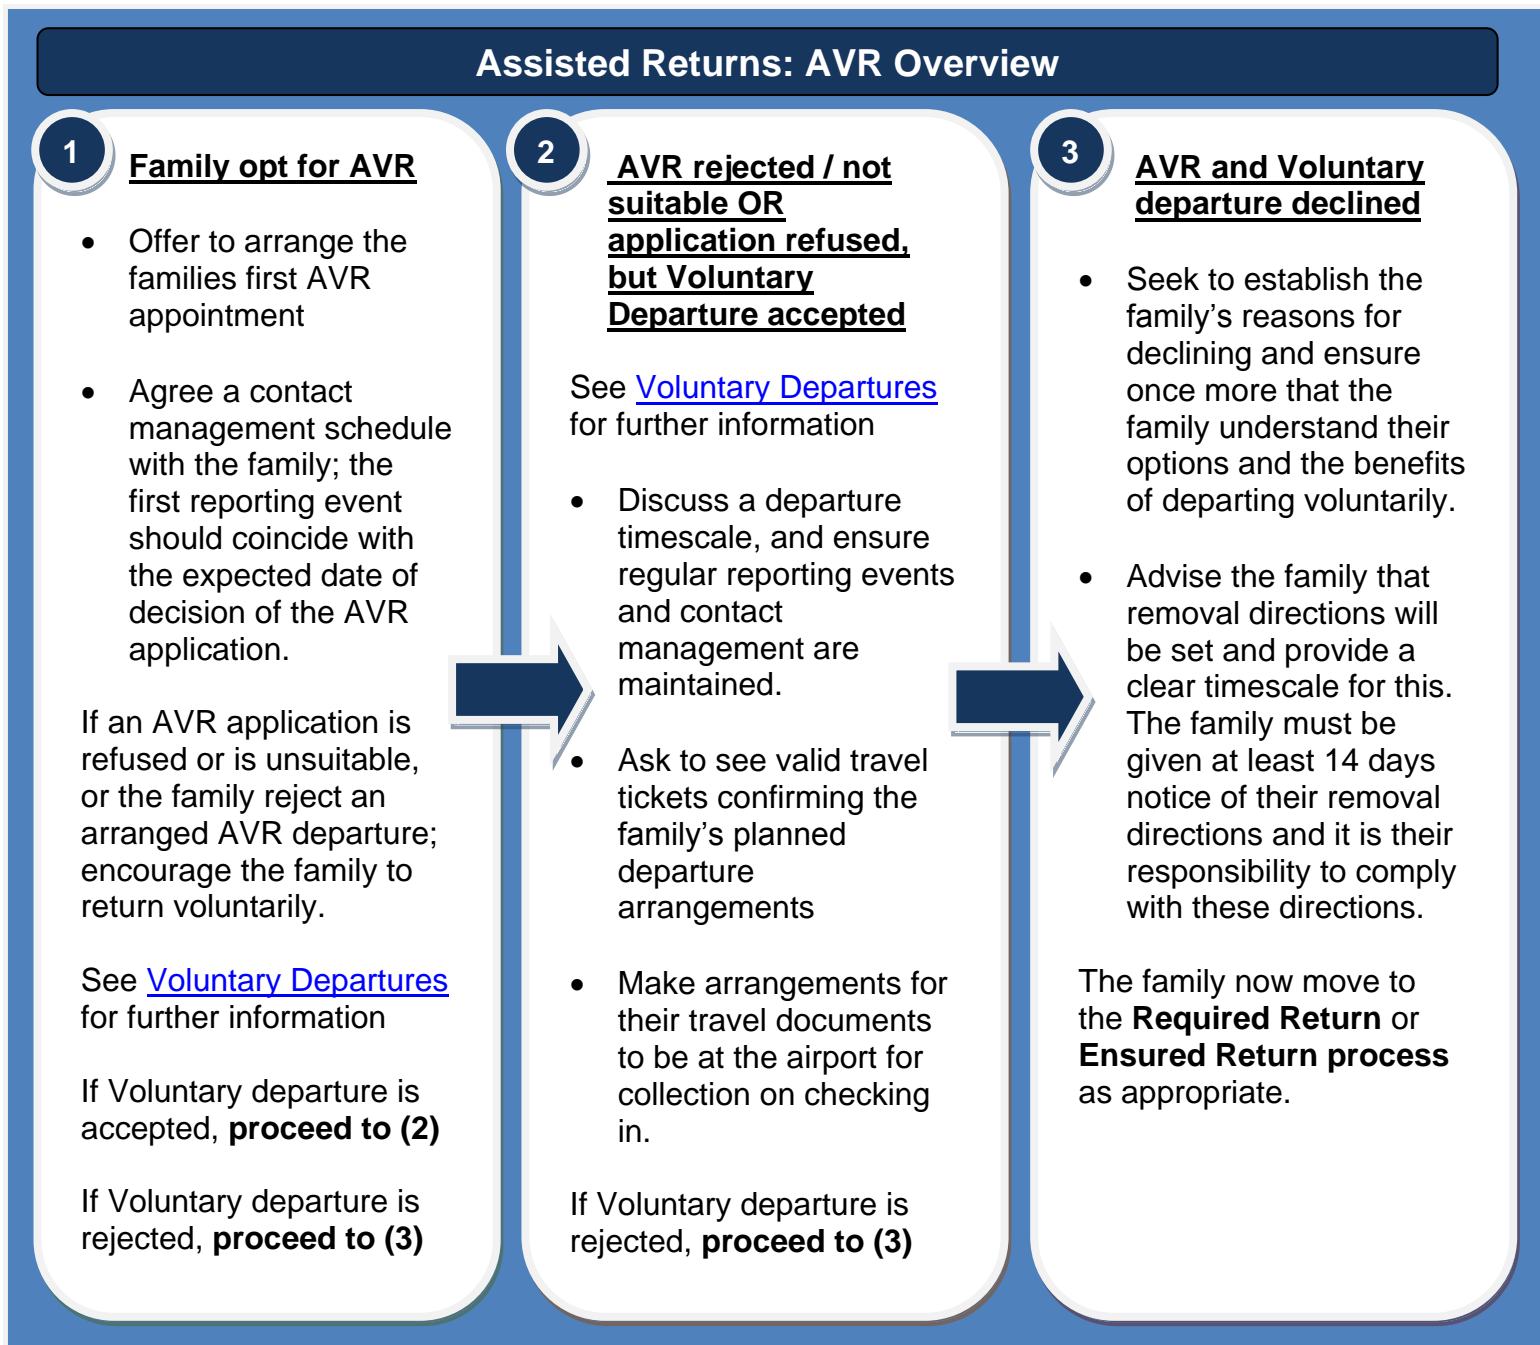 Assisted Returns: AVR Overview
1
Family opt for AVR
• Offer to arrange the
families first AVR
appointment
• Agree a contact
management schedule
with the family; the
first reporting event
should coincide with
the expected date of
decision of the AVR
application.
If an AVR application is
refused or is unsuitable,
or the family reject an
arranged AVR departure;
encourage the family to
return voluntarily.
See Voluntary Departures
for further information
If Voluntary departure is
accepted, proceed to (2)
If Voluntary departure is
rejected, proceed to (3)
2
AVR rejected / not
suitable OR
application refused,
but Voluntary
Departure accepted
See Voluntary Departures
for further information
• Discuss a departure
timescale, and ensure
regular reporting events
and contact
management are
maintained.
• Ask to see valid travel
tickets confirming the
family’s planned
departure
arrangements
• Make arrangements for
their travel documents
to be at the airport for
collection on checking
in.
If Voluntary departure is
rejected, proceed to (3)
3
AVR and Voluntary
departure declined
• Seek to establish the
family’s reasons for
declining and ensure
once more that the
family understand their
options and the benefits
of departing voluntarily.
• Advise the family that
removal directions will
be set and provide a
clear timescale for this.
The family must be
given at least 14 days
notice of their removal
directions and it is their
responsibility to comply
with these directions.
The family now move to
the Required Return or
Ensured Return process
as appropriate.